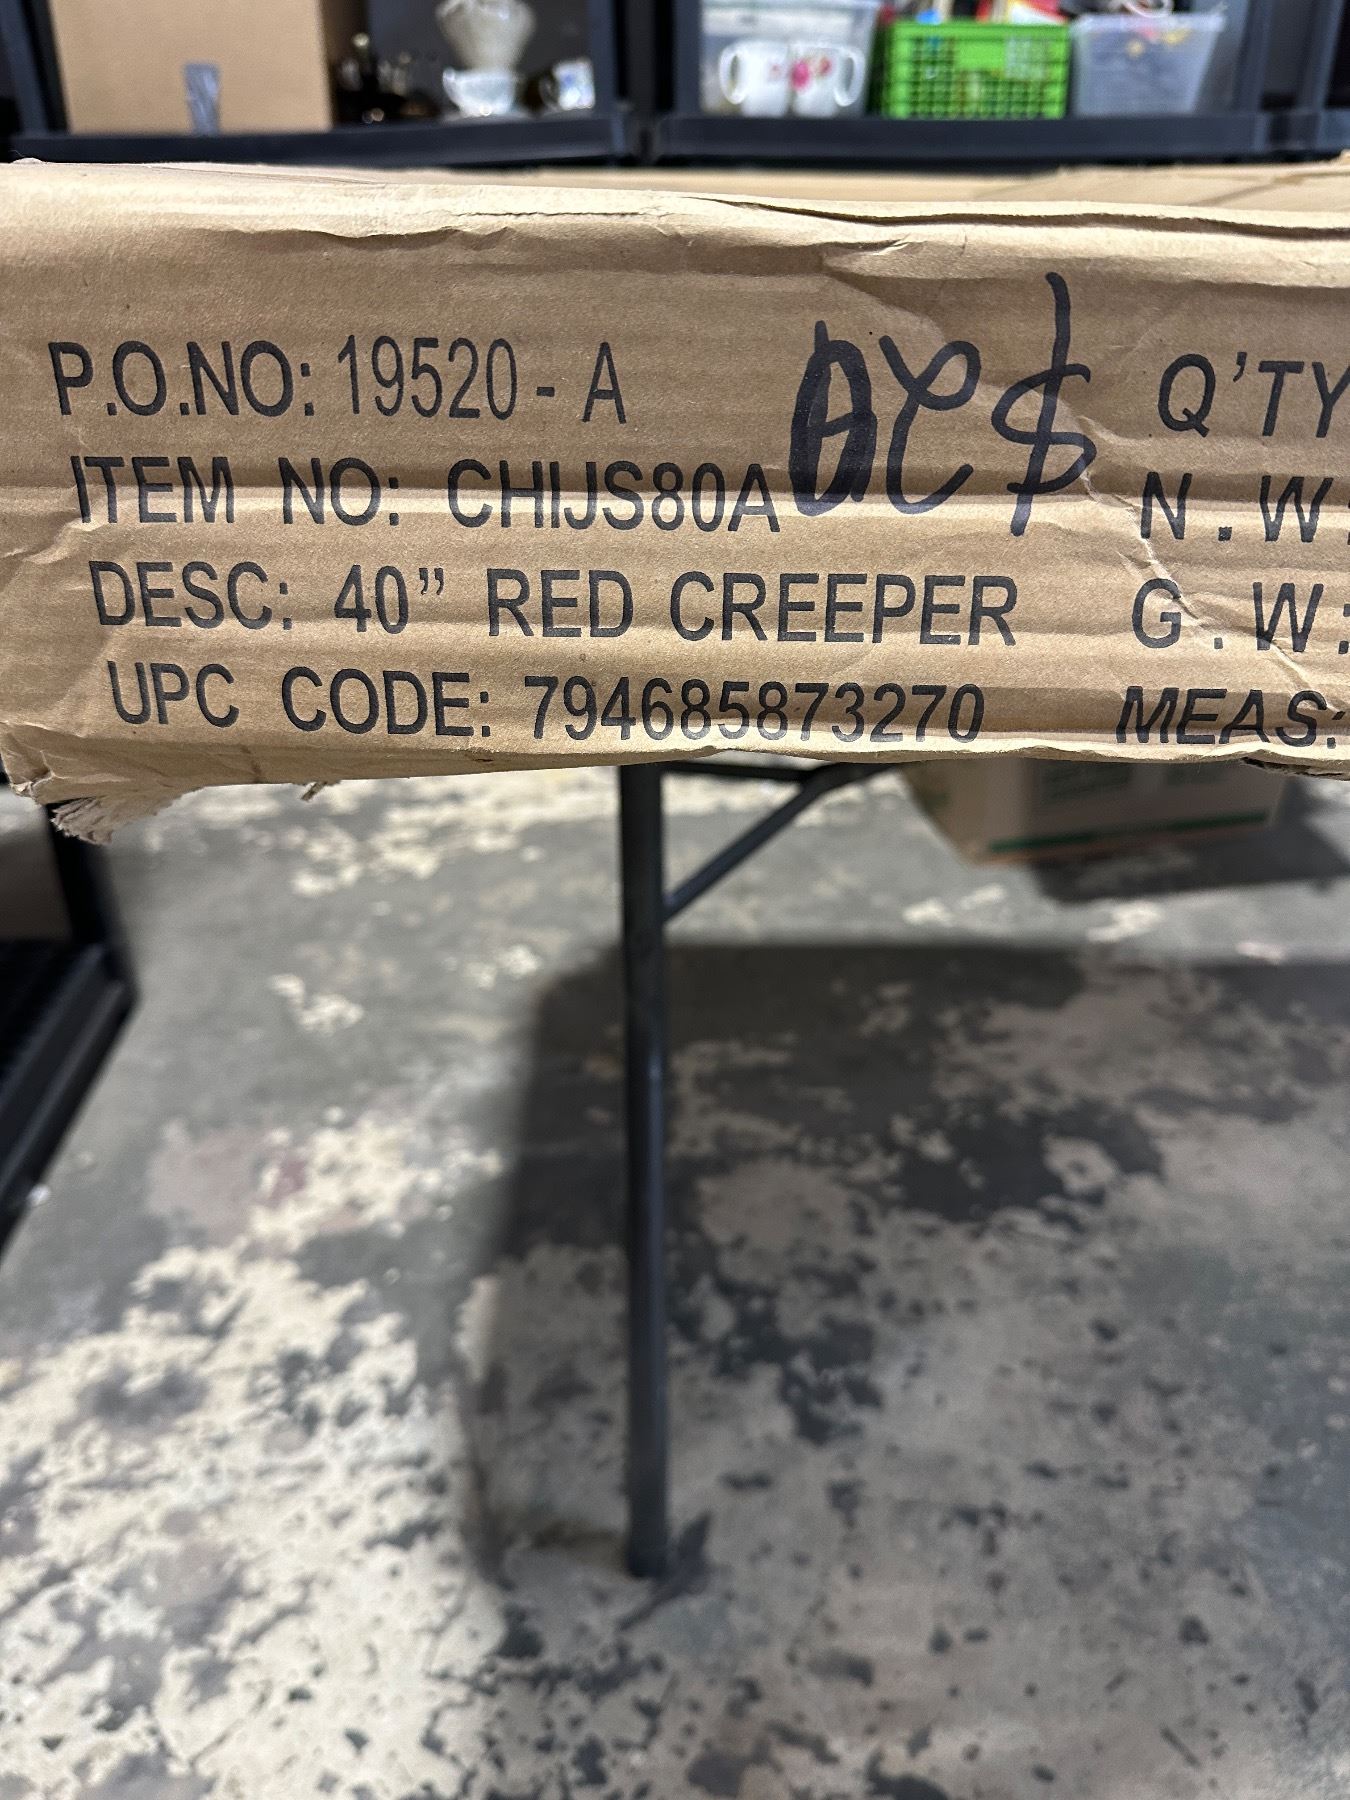 P.O.NO: 19520 - A
ITEM NO: CHIJS80A
DESC: 40” RED CREEPER
UPC CODE: 794685873270
Q’TY
N.W:
G.W:
MEAS: